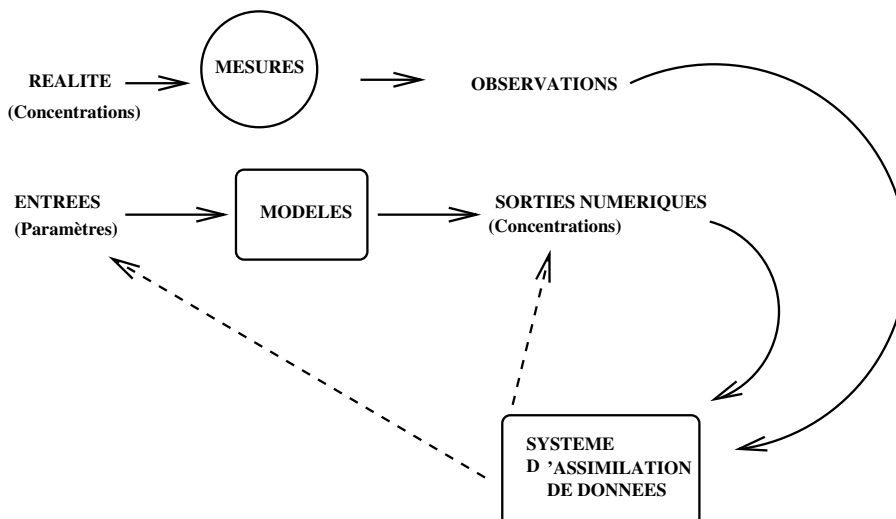 REALITE
(Concentrations)
MESURES
OBSERVATIONS
ENTREES
(Paramètres)
MODELES
SORTIES NUMERIQUES
(Concentrations)
SYSTEME
D 'ASSIMILATION
DE DONNEES